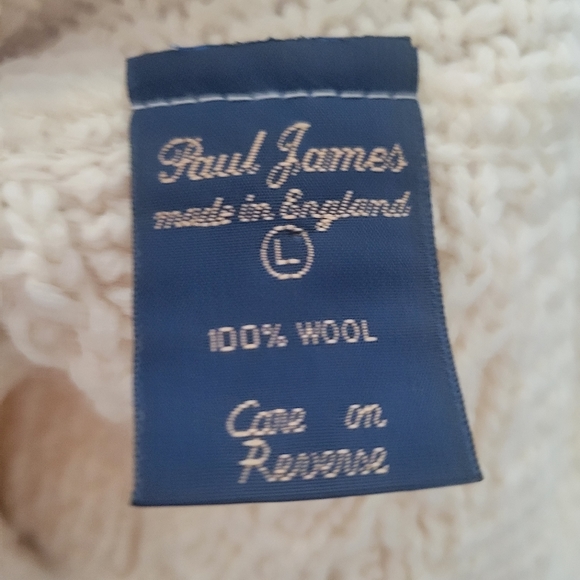 Paul James
made in England
L
100% WOOL
Care on
Reverse